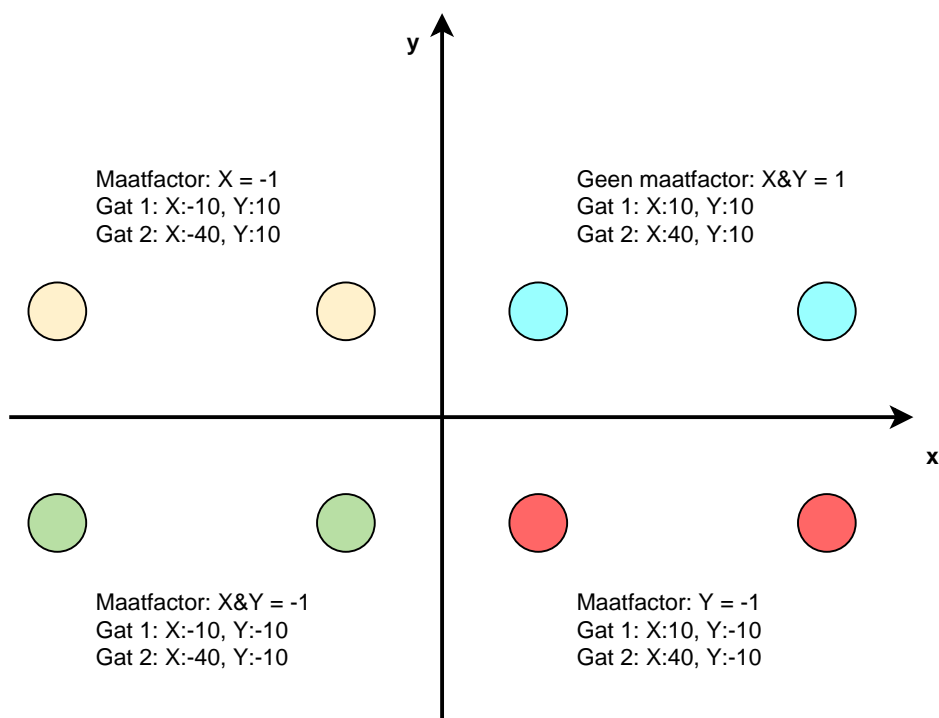 y
Maatfactor: X = -1
Gat 1: X:-10, Y:10
Gat 2: X:-40, Y:10
Geen maatfactor: X&Y = 1
Gat 1: X:10, Y:10
Gat 2: X:40, Y:10
x
Maatfactor: X&Y = -1
Gat 1: X:-10, Y:-10
Gat 2: X:-40, Y:-10
Maatfactor: Y = -1
Gat 1: X:10, Y:-10
Gat 2: X:40, Y:-10